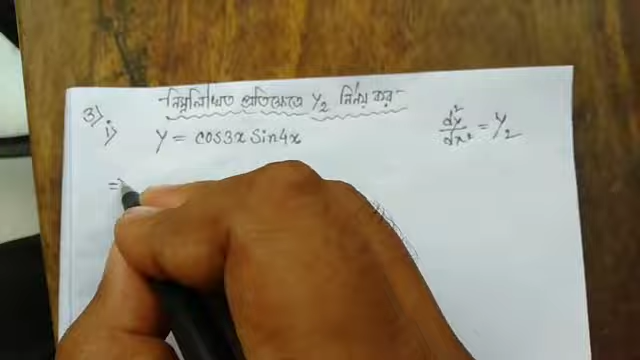 3) নিম্নলিখিত প্রতিক্ষেত্রে Y₂ নির্ণয় কর
i) Y = cos3x sin4x
d²y/dx² = Y₂
=